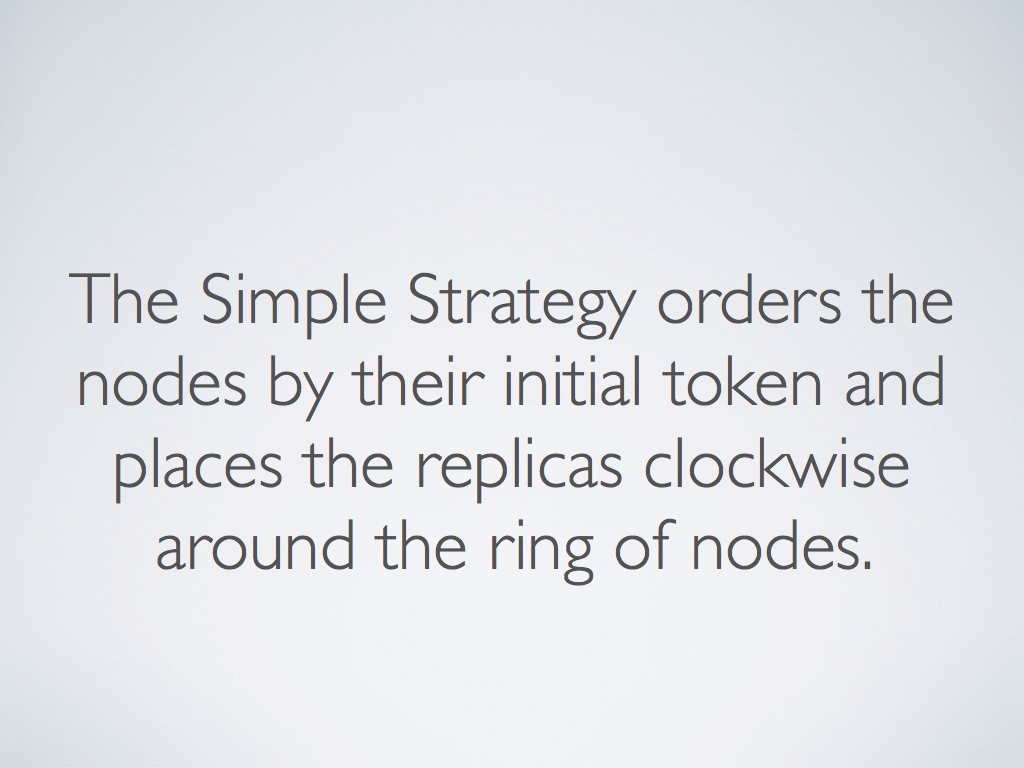 The Simple Strategy orders the
nodes by their initial token and
places the replicas clockwise
around the ring of nodes.